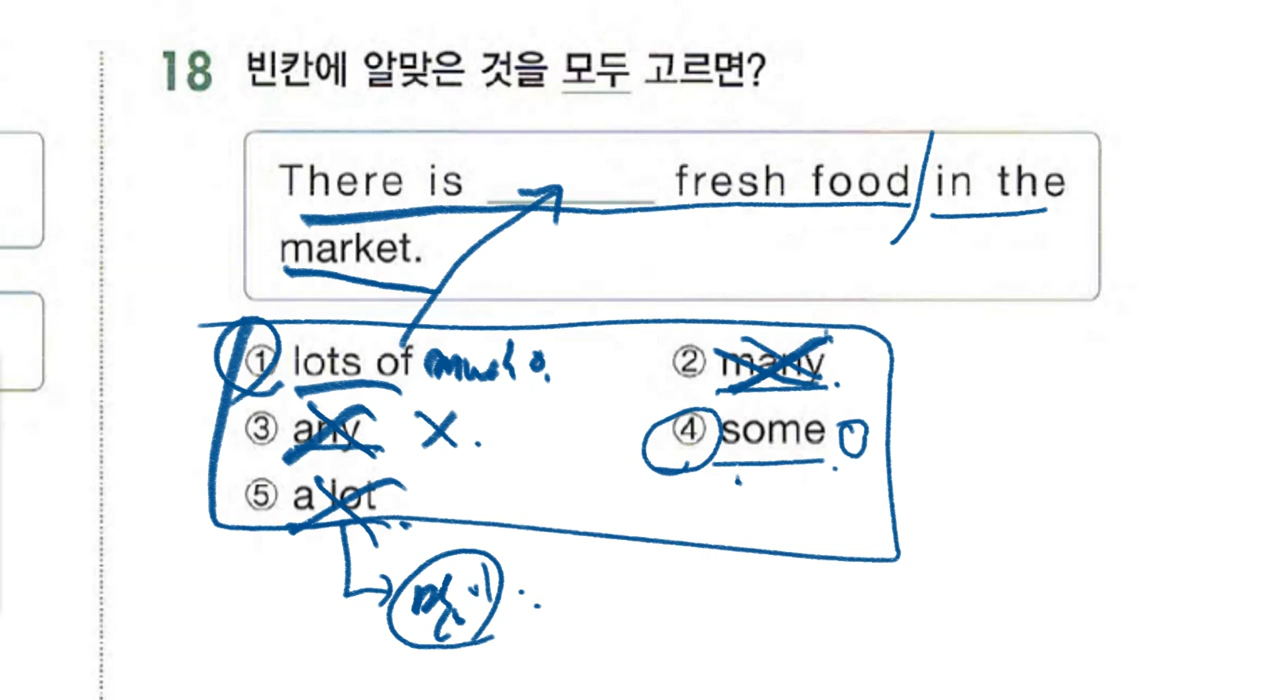 18 빈칸에 알맞은 것을 모두 고르면?
There is ________ fresh food in the
market.
① lots of much o. ② many
③ any X. ④ some O
⑤ a lot
많이